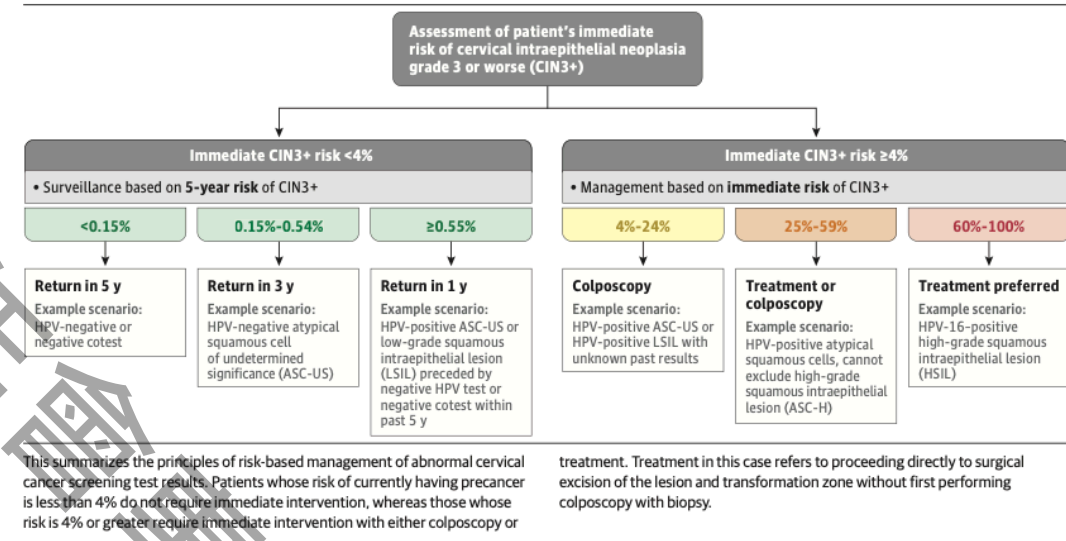 Assessment of patient's immediate
risk of cervical intraepithelial neoplasia
grade 3 or worse (CIN3+)
Immediate CIN3+ risk <4%
• Surveillance based on 5-year risk of CIN3+
<0.15%
0.15%-0.54%
≥0.55%
Return in 5 y
Example scenario:
HPV-negative or
negative cotest
Return in 3 y
Example scenario:
HPV-negative atypical
squamous cell
of undetermined
significance (ASC-US)
Return in 1 y
Example scenario:
HPV-positive ASC-US or
low-grade squamous
intraepithelial lesion
(LSIL) preceded by
negative HPV test or
negative cotest within
past 5 y
Immediate CIN3+ risk ≥4%
• Management based on immediate risk of CIN3+
4%-24%
25%-59%
60%-100%
Colposcopy
Example scenario:
HPV-positive ASC-US or
HPV-positive LSIL with
unknown past results
Treatment or
colposcopy
Example scenario:
HPV-positive atypical
squamous cells, cannot
exclude high-grade
squamous intraepithelial
lesion (ASC-H)
Treatment preferred
Example scenario:
HPV-16-positive
high-grade squamous
intraepithelial lesion
(HSIL)
This summarizes the principles of risk-based management of abnormal cervical
cancer screening test results. Patients whose risk of currently having precancer
is less than 4% do not require immediate intervention, whereas those whose
risk is 4% or greater require immediate intervention with either colposcopy or
treatment. Treatment in this case refers to proceeding directly to surgical
excision of the lesion and transformation zone without first performing
colposcopy with biopsy.